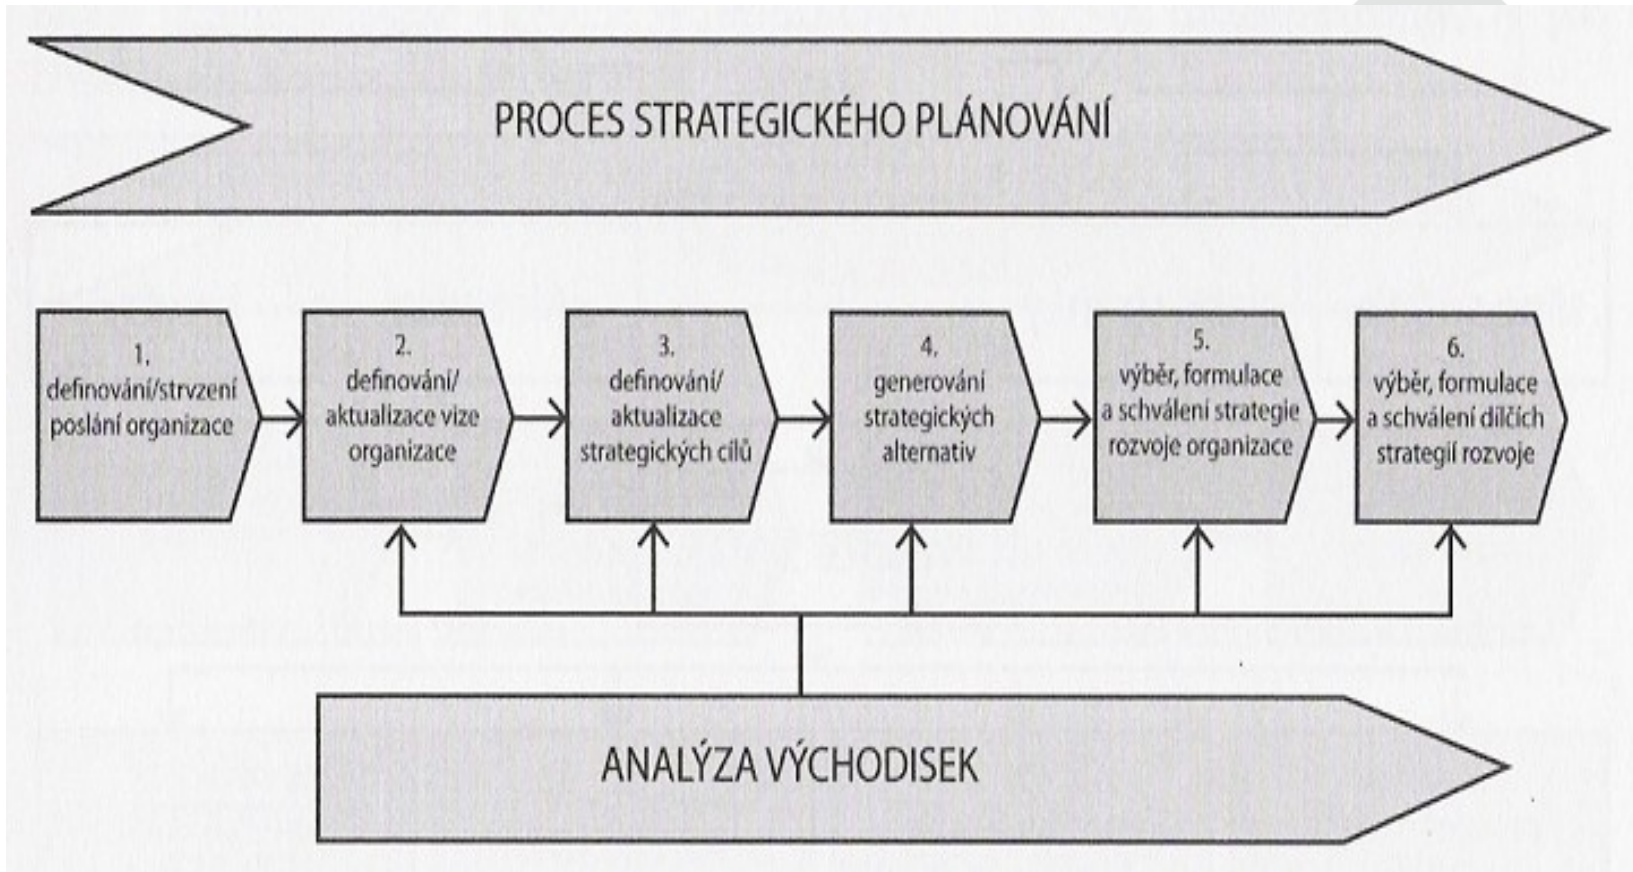 PROCES STRATEGICKÉHO PLÁNOVÁNÍ
1.
definování/strvzení
poslání organizace
2.
definování/
aktualizace vize
organizace
3.
definování/
aktualizace
strategických cílů
4.
generování
strategických
alternativ
5.
výběr, formulace
a schválení strategie
rozvoje organizace
6.
výběr, formulace
a schválení dílčích
strategií rozvoje
ANALÝZA VÝCHODISEK